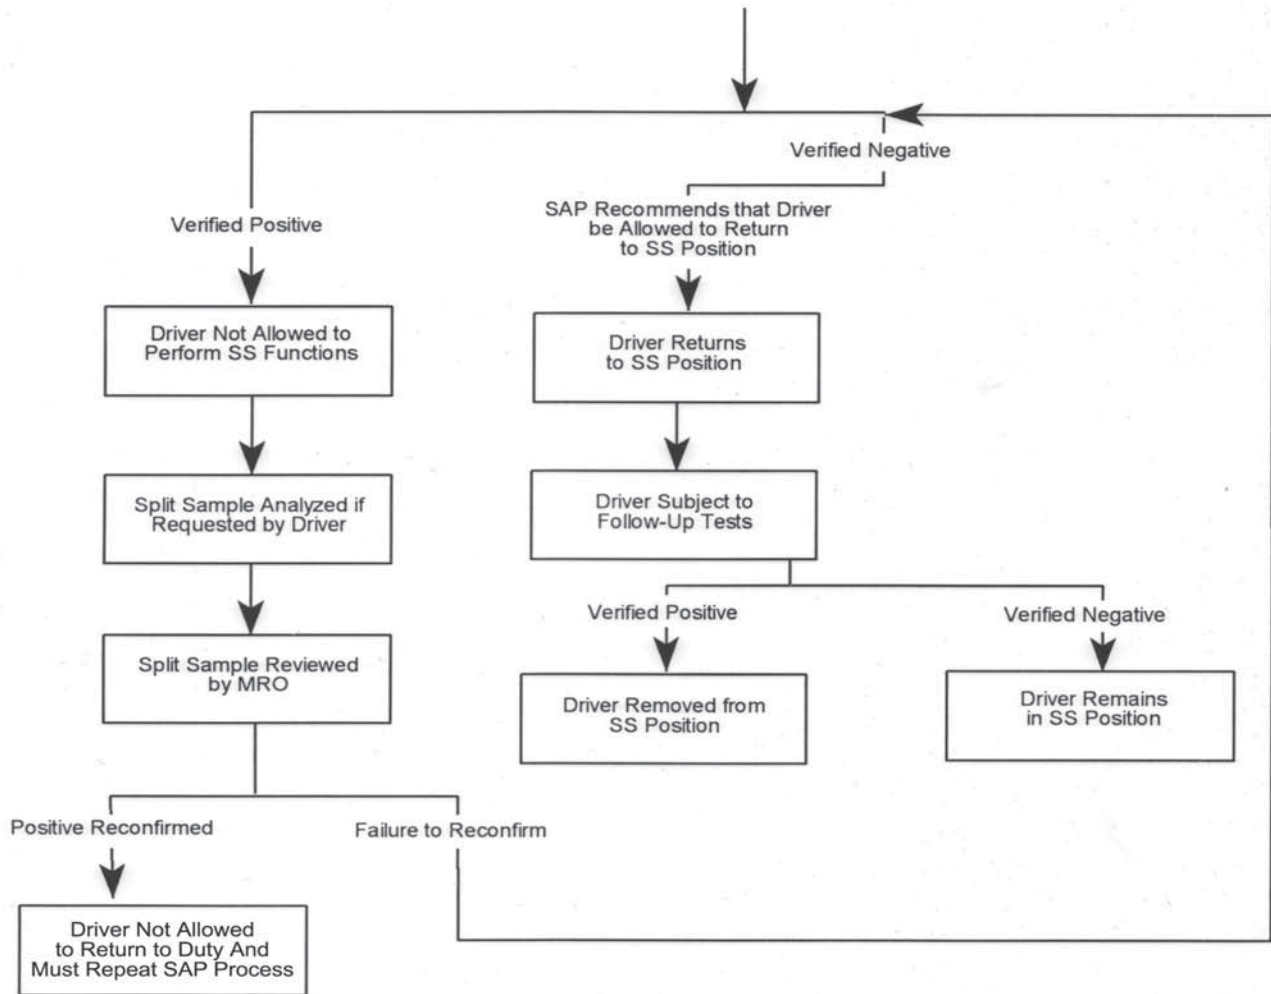 Verified Negative
SAP Recommends that Driver
be Allowed to Return
to SS Position
Verified Positive
Driver Not Allowed to
Perform SS Functions
Driver Returns
to SS Position
Split Sample Analyzed if
Requested by Driver
Driver Subject to
Follow-Up Tests
Verified Positive
Verified Negative
Split Sample Reviewed
by MRO
Driver Removed from
SS Position
Driver Remains
in SS Position
Positive Reconfirmed
Failure to Reconfirm
Driver Not Allowed
to Return to Duty And
Must Repeat SAP Process